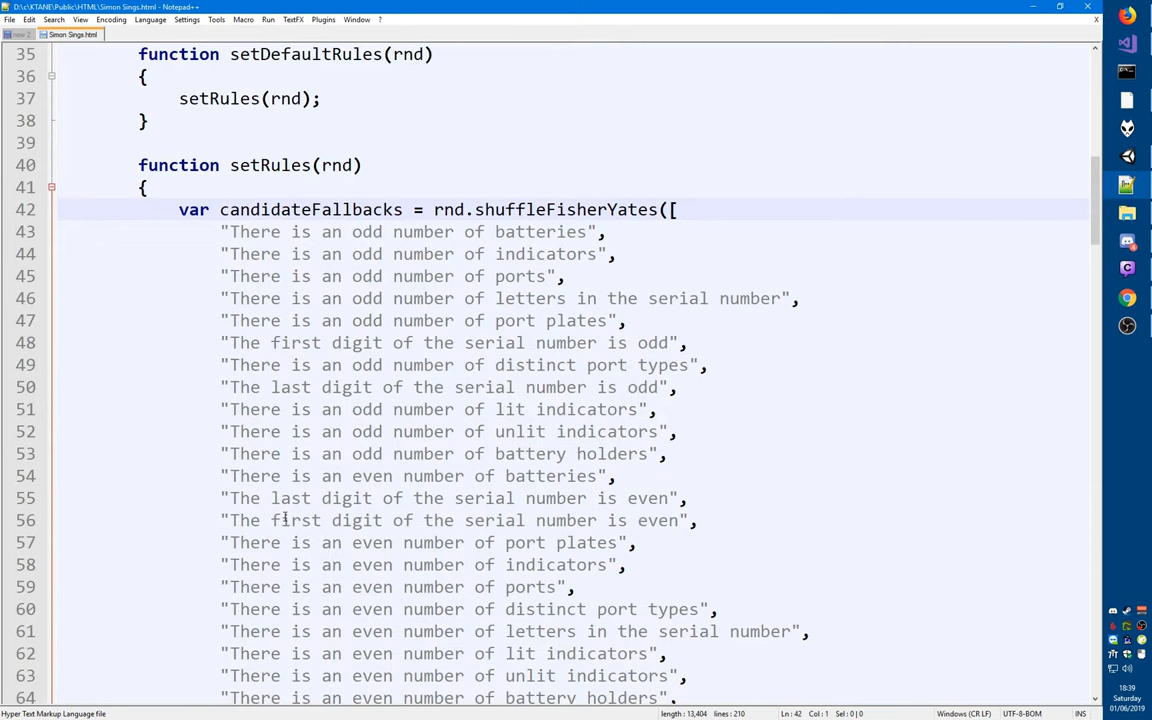 D:\c\KTANE\Public\HTML\Simon Sings.html - Notepad++
File Edit Search View Encoding Language Settings Tools Macro Run TextFX Plugins Window ? X
new 2 Simon Sings.html
35 function setDefaultRules(rnd)
36 {
37 setRules(rnd);
38 }
39
40 function setRules(rnd)
41 {
42 var candidateFallbacks = rnd.shuffleFisherYates([
43 "There is an odd number of batteries",
44 "There is an odd number of indicators",
45 "There is an odd number of ports",
46 "There is an odd number of letters in the serial number",
47 "There is an odd number of port plates",
48 "The first digit of the serial number is odd",
49 "There is an odd number of distinct port types",
50 "The last digit of the serial number is odd",
51 "There is an odd number of lit indicators",
52 "There is an odd number of unlit indicators",
53 "There is an odd number of battery holders",
54 "There is an even number of batteries",
55 "The last digit of the serial number is even",
56 "The first digit of the serial number is even",
57 "There is an even number of port plates",
58 "There is an even number of indicators",
59 "There is an even number of ports",
60 "There is an even number of distinct port types",
61 "There is an even number of letters in the serial number",
62 "There is an even number of lit indicators",
63 "There is an even number of unlit indicators",
64 "There is an even number of battery holders",
Hyper Text Markup Language file length : 13,404 lines : 210 Ln : 42 Col : 1 Sel : 0 | 0 Windows (CR LF) UTF-8-BOM INS
18:39
Saturday
01/06/2019